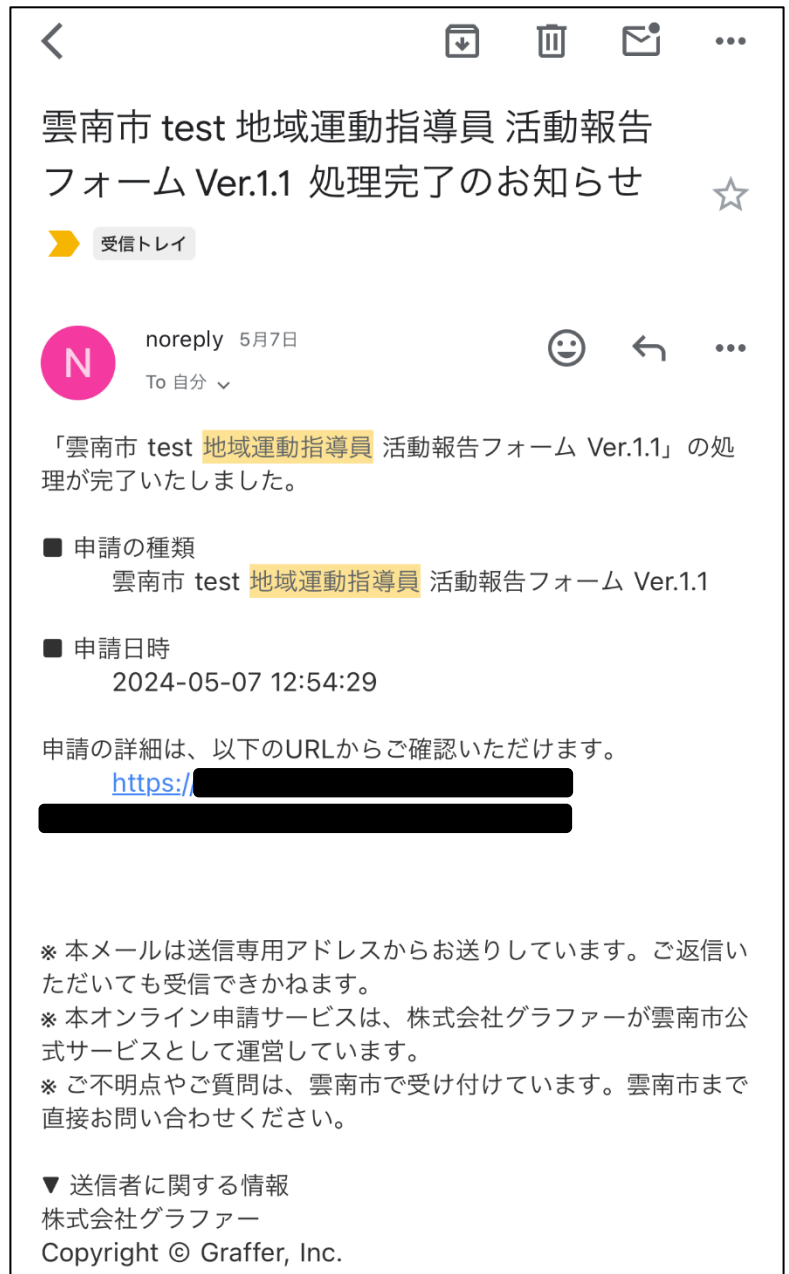 雲南市 test 地域運動指導員 活動報告
フォーム Ver.1.1 処理完了のお知らせ
受信トレイ
N
noreply 5月7日
To 自分
「雲南市 test 地域運動指導員 活動報告フォーム Ver.1.1」の処
理が完了いたしました。
■ 申請の種類
雲南市 test 地域運動指導員 活動報告フォーム Ver.1.1
■ 申請日時
2024-05-07 12:54:29
申請の詳細は、以下のURLからご確認いただけます。
https://
※ 本メールは送信専用アドレスからお送りしています。ご返信い
ただいても受信できかねます。
※ 本オンライン申請サービスは、株式会社グラファーが雲南市公
式サービスとして運営しています。
※ ご不明点やご質問は、雲南市で受け付けています。雲南市まで
直接お問い合わせください。
▼ 送信者に関する情報
株式会社グラファー
Copyright © Graffer, Inc.